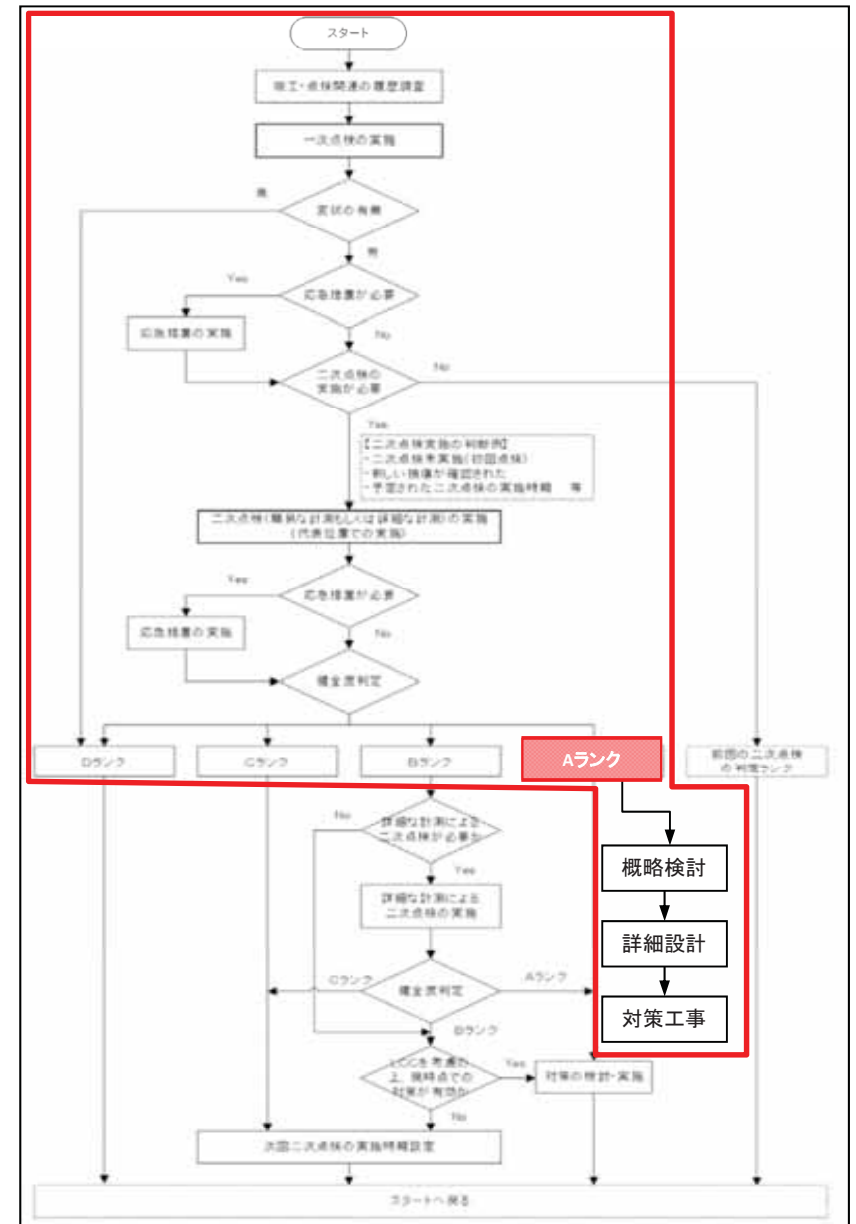 スタート
竣工・点検関連の履歴調査
一次点検の実施
無
変状の有無
有
Yes
応急措置が必要
応急措置の実施
No
二次点検の
実施が必要
No
Yes
【二次点検実施の判断例】
・二次点検未実施(初回点検)
・新しい損傷が確認された
・予定された二次点検の実施時期　等
二次点検(簡易な計測もしくは詳細な計測)の実施
(代表位置での実施)
Yes
応急措置が必要
応急措置の実施
No
健全度判定
Dランク
Cランク
Bランク
Aランク
前回の二次点検
の判定ランク
No
詳細な計測による
二次点検が必要か
Yes
概略検討
詳細な計測による
二次点検の実施
詳細設計
Cランク
健全度判定
Aランク
対策工事
Bランク
LCCを考慮の
上、現時点での
対策が有効か
Yes
対策の検討・実施
No
次回二次点検の実施時期設定
スタートへ戻る